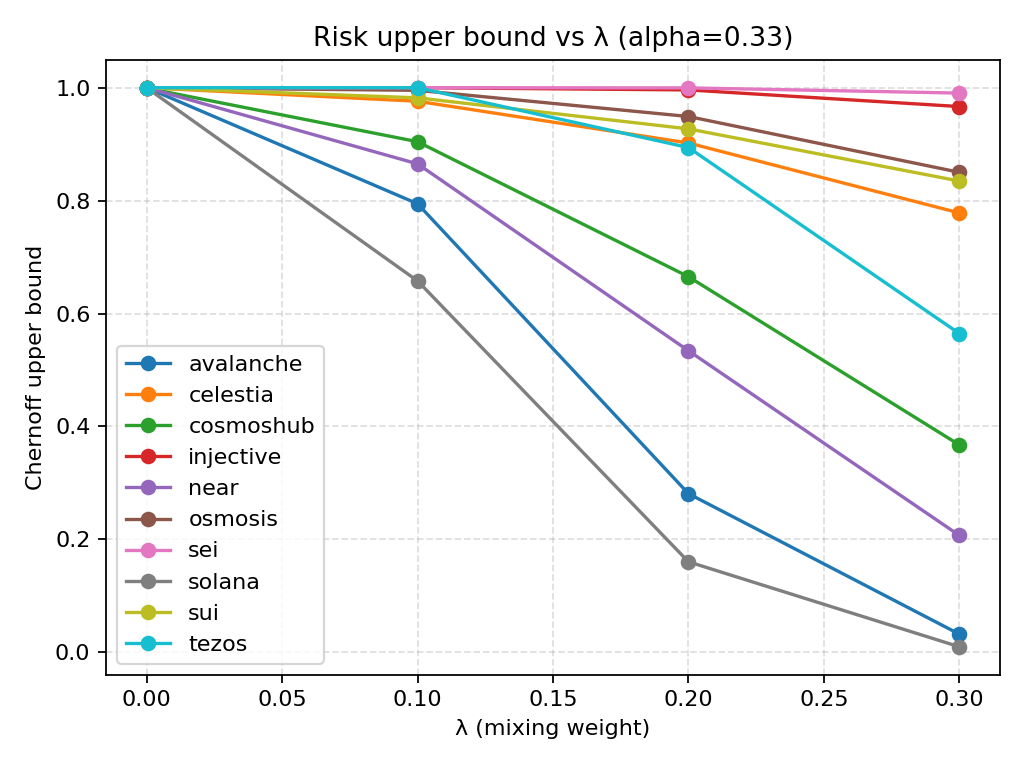 Risk upper bound vs λ (alpha=0.33)
Chernoff upper bound
1.0
0.8
0.6
0.4
0.2
0.0
avalanche
celestia
cosmoshub
injective
near
osmosis
sei
solana
sui
tezos
0.00 0.05 0.10 0.15 0.20 0.25 0.30
λ (mixing weight)